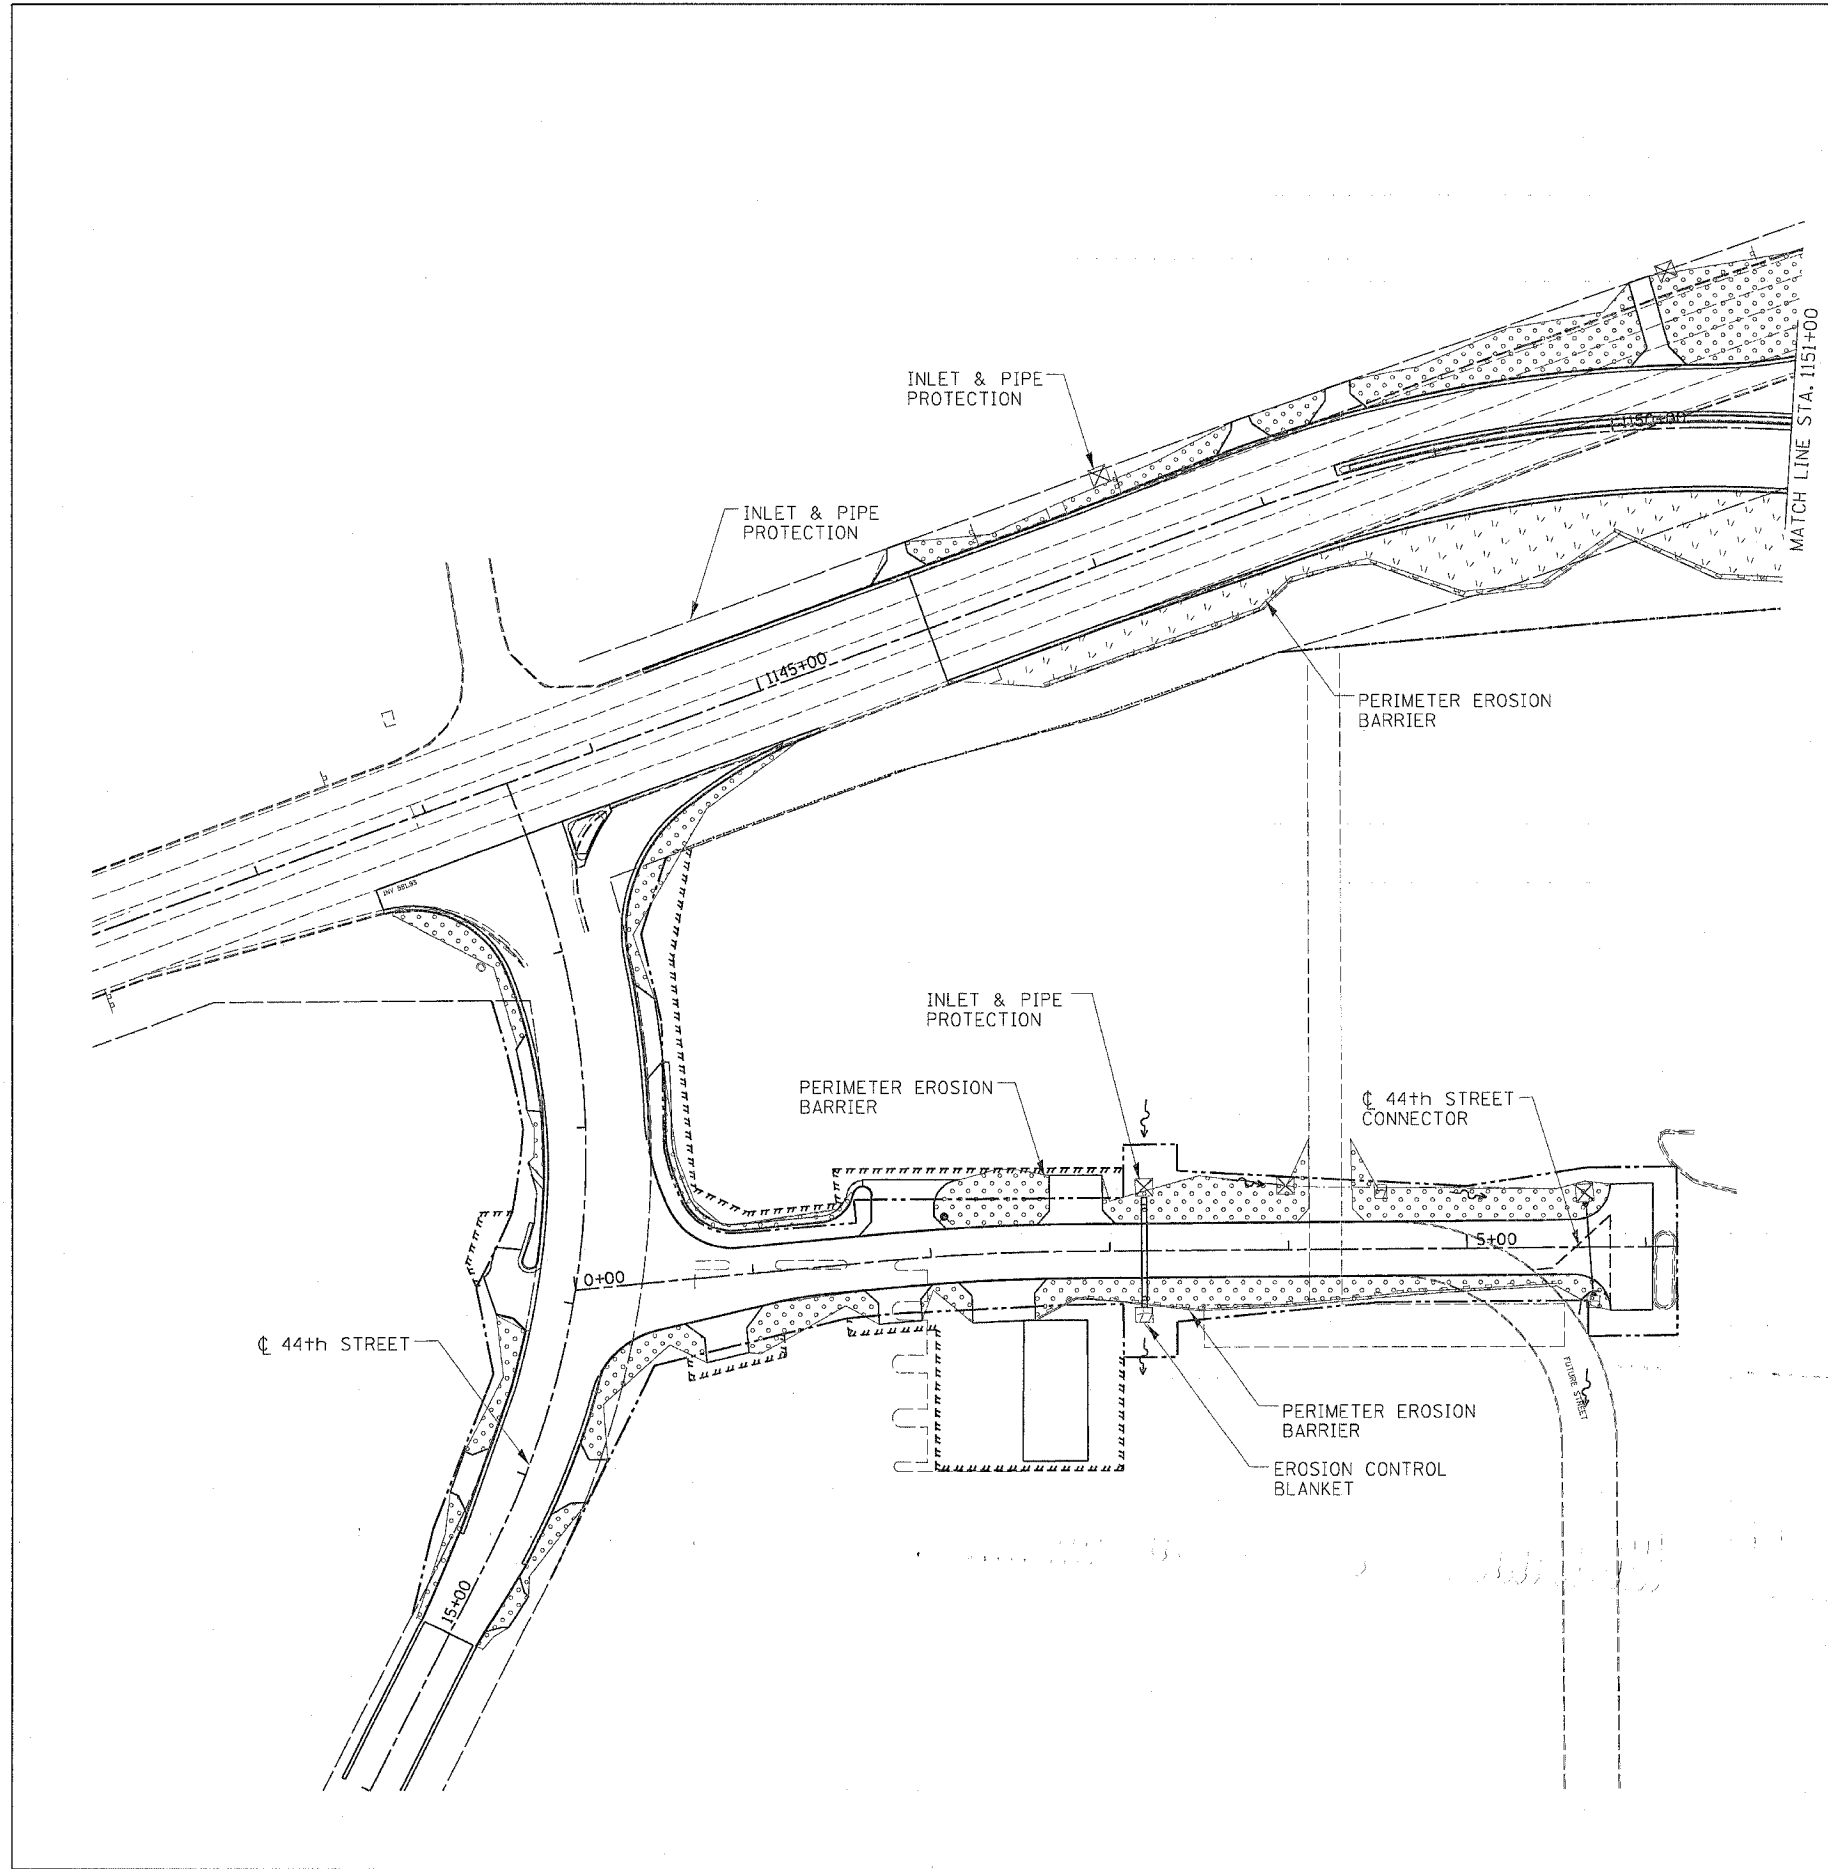 INLET & PIPE
PROTECTION
1150+00
MATCH LINE STA. 1151+00
INLET & PIPE
PROTECTION
1145+00
PERIMETER EROSION
BARRIER
INLET & PIPE
PROTECTION
PERIMETER EROSION
BARRIER
℄ 44th STREET
CONNECTOR
0+00
5+00
℄ 44th STREET
PERIMETER EROSION
BARRIER
FUTURE STREET
EROSION CONTROL
BLANKET
15+00